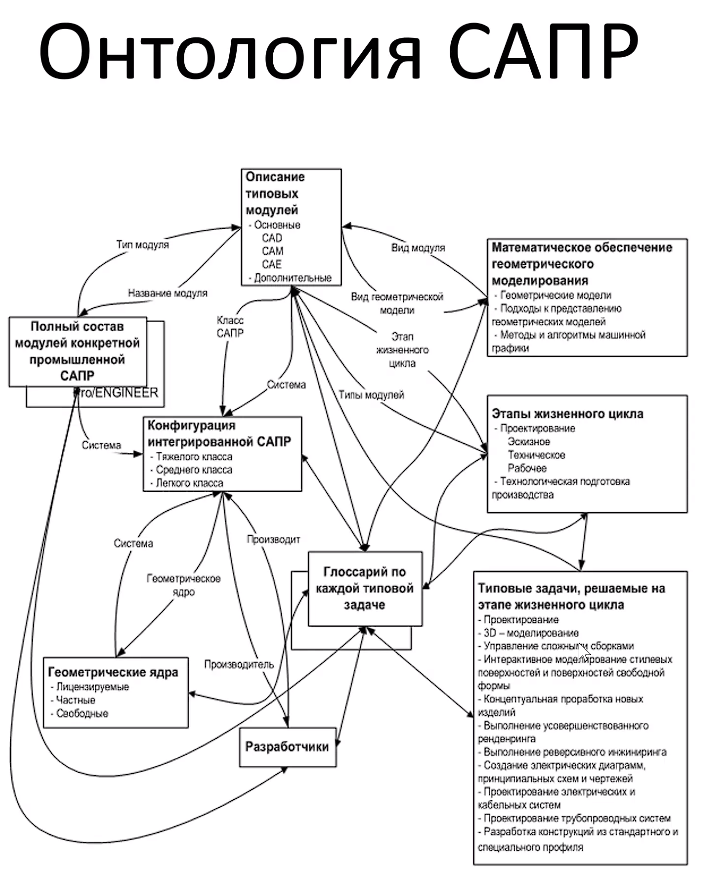 Онтология САПР
Описание
типовых
модулей
- Основные
CAD
CAM
CAE
- Дополнительные
Тип модуля
Название модуля
Вид модуля
Вид геометрической
модели
Математическое обеспечение
геометрического
моделирования
- Геометрические модели
- Подходы к представлению
геометрических моделей
- Методы и алгоритмы машинной
графики
Полный состав
модулей конкретной
промышленной
САПР
Pro/ENGINEER
Класс
САПР
Этап
жизненного
цикла
Система
Типы модулей
Система
Конфигурация
интегрированной САПР
- Тяжелого класса
- Среднего класса
- Легкого класса
Этапы жизненного цикла
- Проектирование
Эскизное
Техническое
Рабочее
- Технологическая подготовка
производства
Система
Производит
Геометрическое
ядро
Глоссарий по
каждой типовой
задаче
Производитель
Геометрические ядра
- Лицензируемые
- Частные
- Свободные
Разработчики
Типовые задачи, решаемые на
этапе жизненного цикла
- Проектирование
- 3D – моделирование
- Управление сложными сборками
- Интерактивное моделирование стилевых
поверхностей и поверхностей свободной
формы
- Концептуальная проработка новых
изделий
- Выполнение усовершенствованного
ренденринга
- Выполнение реверсивного инжиниринга
- Создание электрических диаграмм,
принципиальных схем и чертежей
- Проектирование электрических и
кабельных систем
- Проектирование трубопроводных систем
- Разработка конструкций из стандартного и
специального профиля